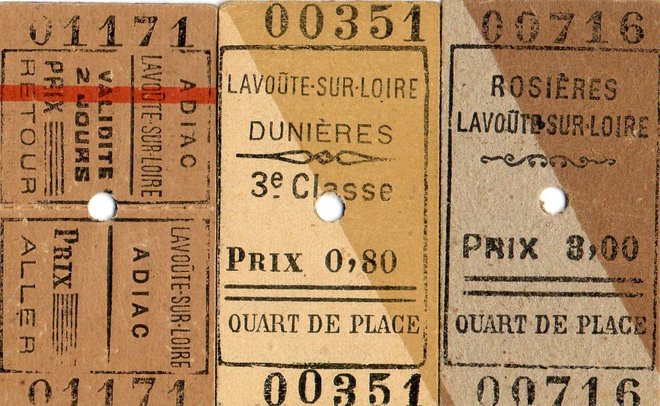 01171
ADIAC
LAVOÛTE-SUR-LOIRE
VALIDITÉ
2 JOURS
PRIX
RETOUR
LAVOÛTE-SUR-LOIRE
ADIAC
PRIX
ALLER
01171
00351
LAVOÛTE-SUR-LOIRE
DUNIÈRES
3e Classe
PRIX 0,80
QUART DE PLACE
00351
00716
ROSIÈRES
LAVOÛTE-SUR-LOIRE
PRIX 3,00
QUART DE PLACE
00716